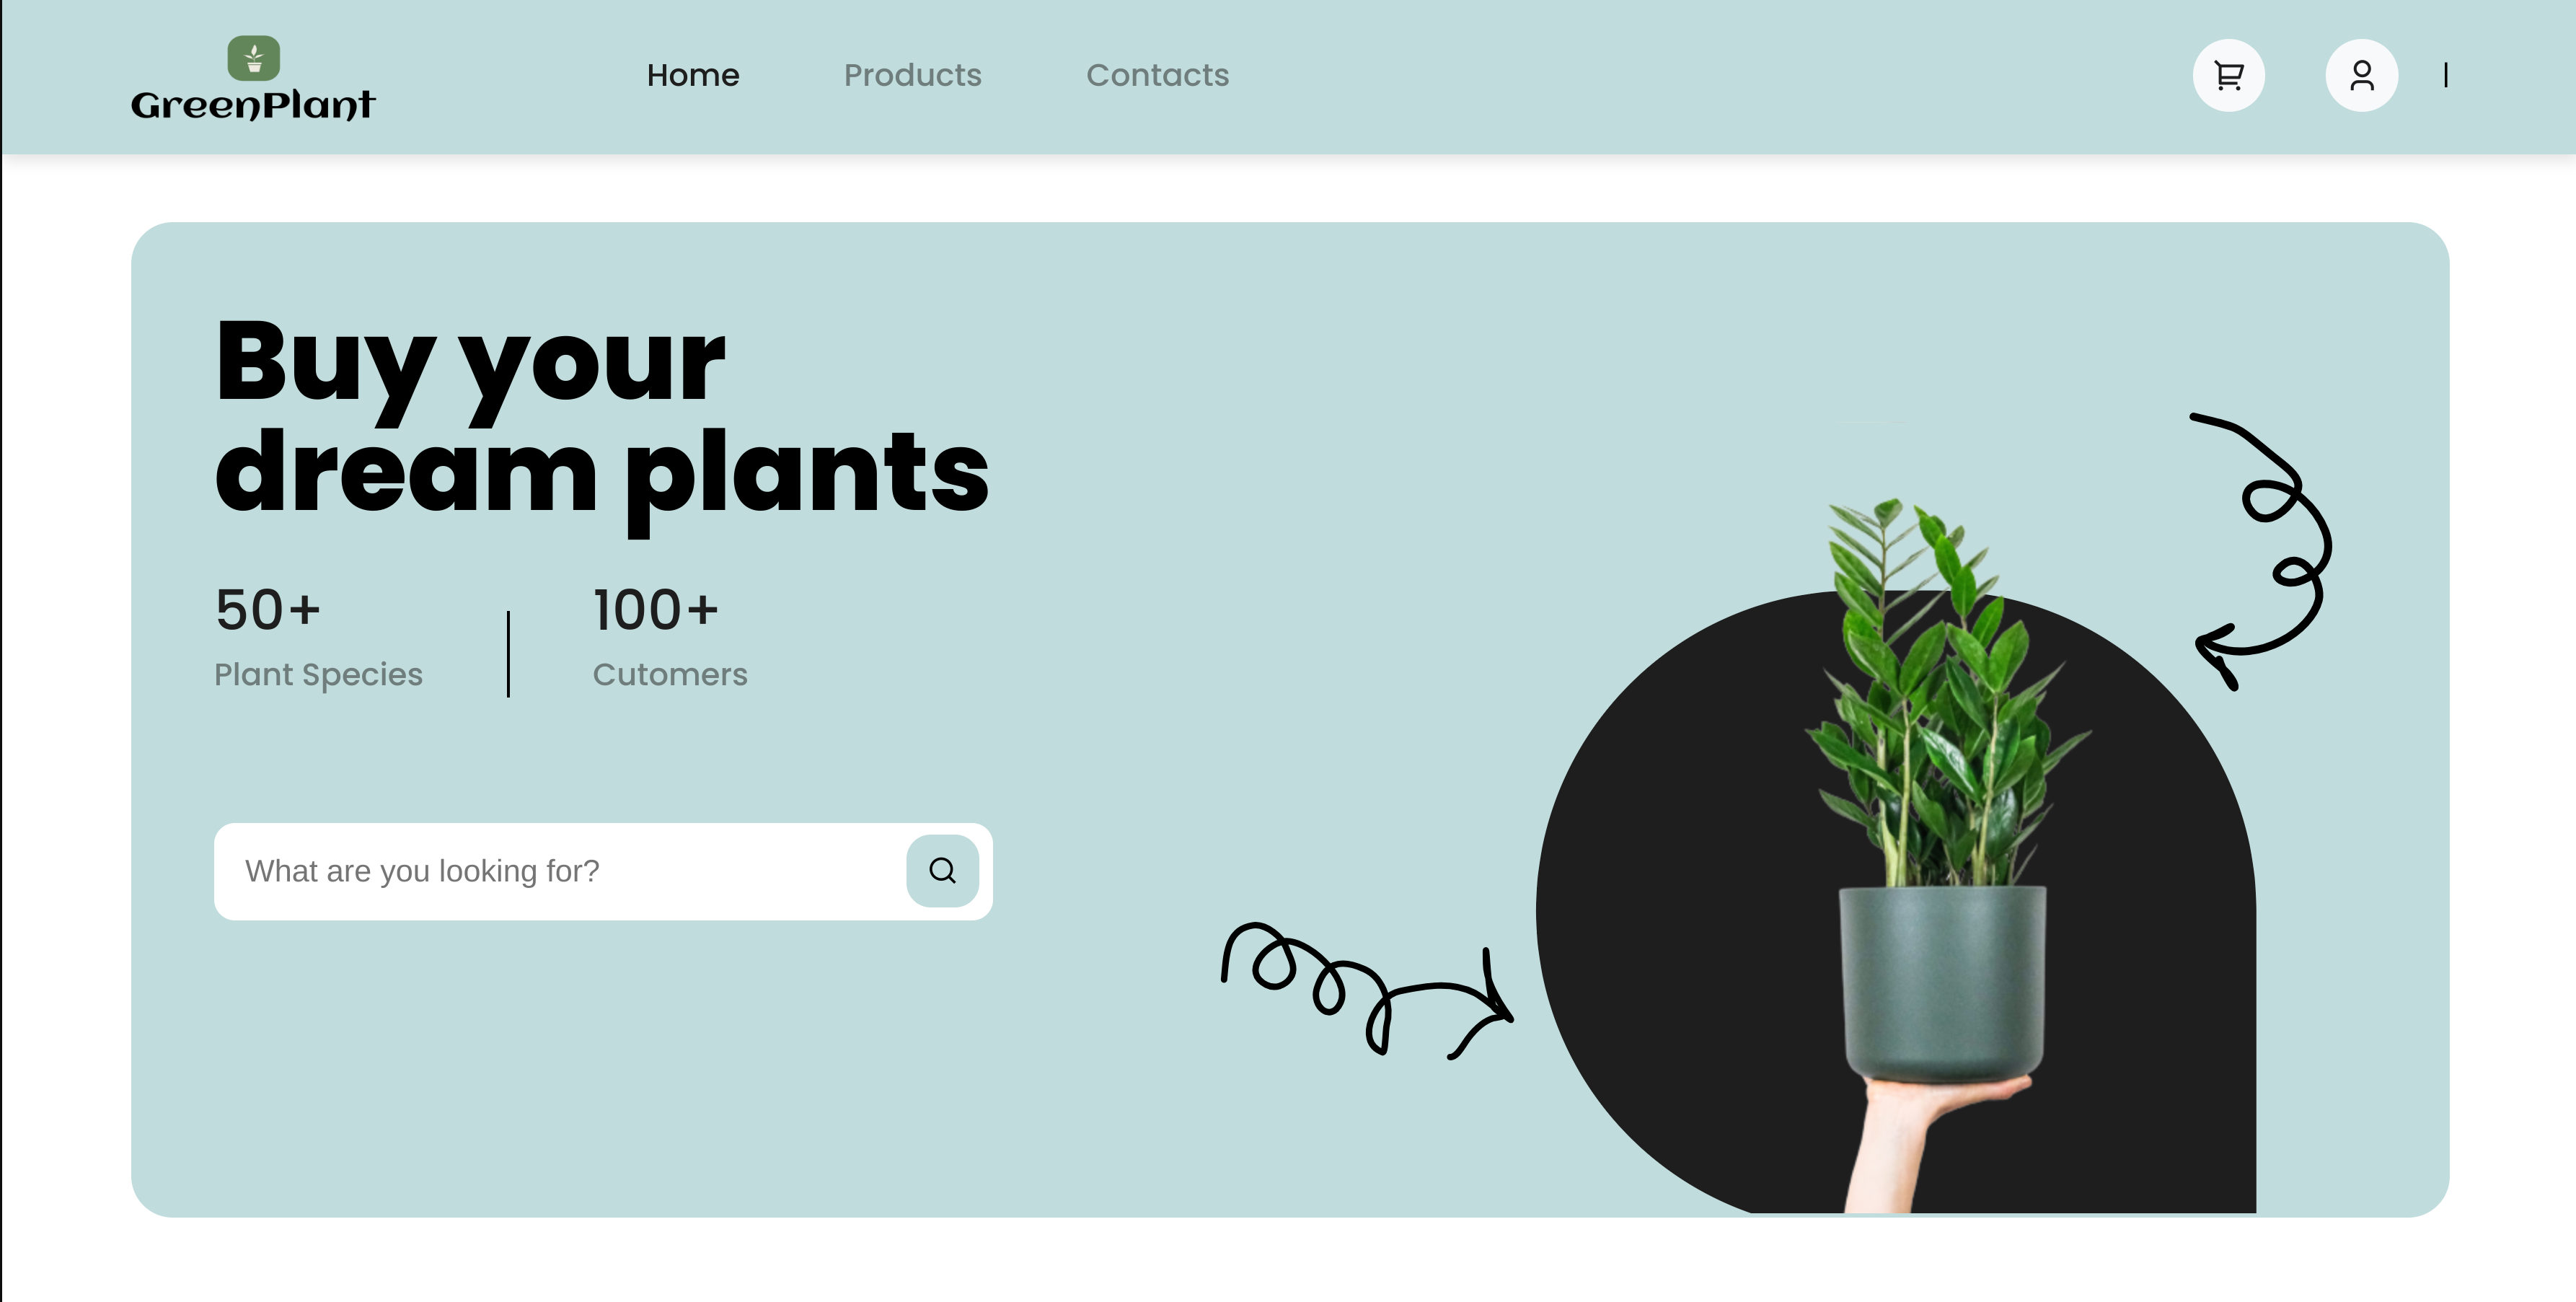 GreenPlant
Home
Products
Contacts
Buy your
dream plants
50+
Plant Species
100+
Cutomers
What are you looking for?